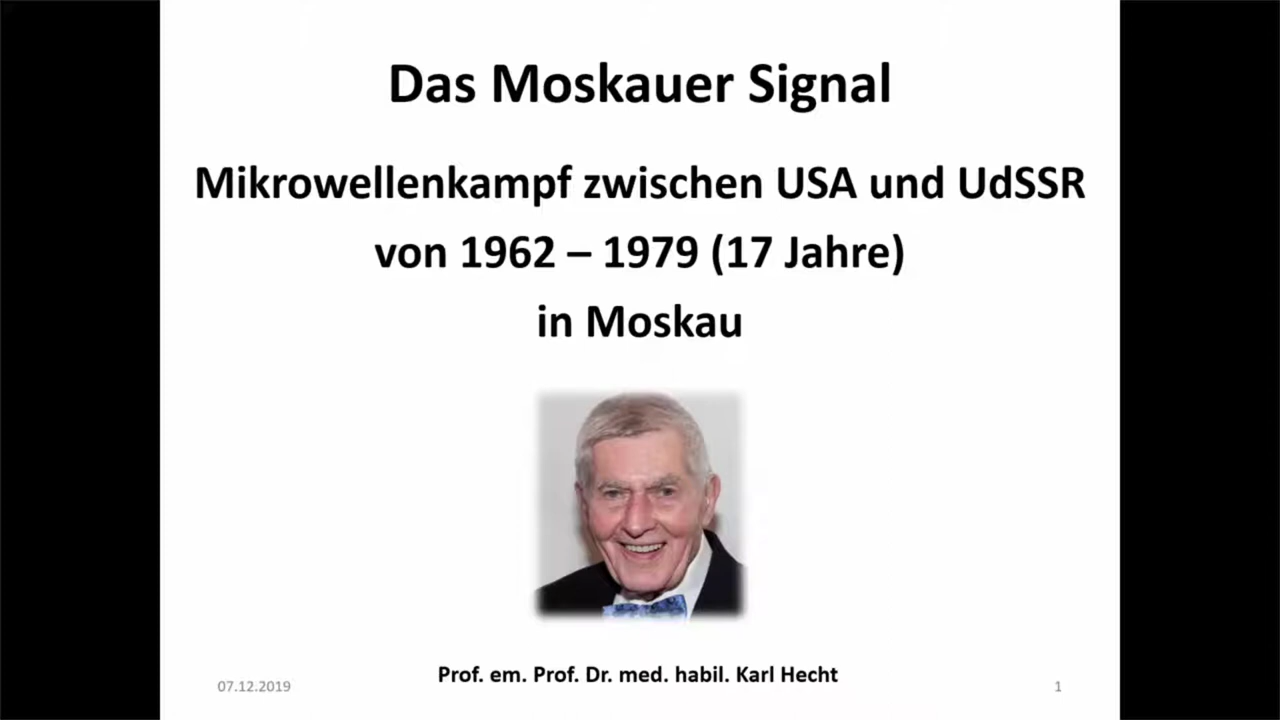 Das Moskauer Signal
Mikrowellenkampf zwischen USA und UdSSR
von 1962 – 1979 (17 Jahre)
in Moskau
Prof. em. Prof. Dr. med. habil. Karl Hecht
07.12.2019
1